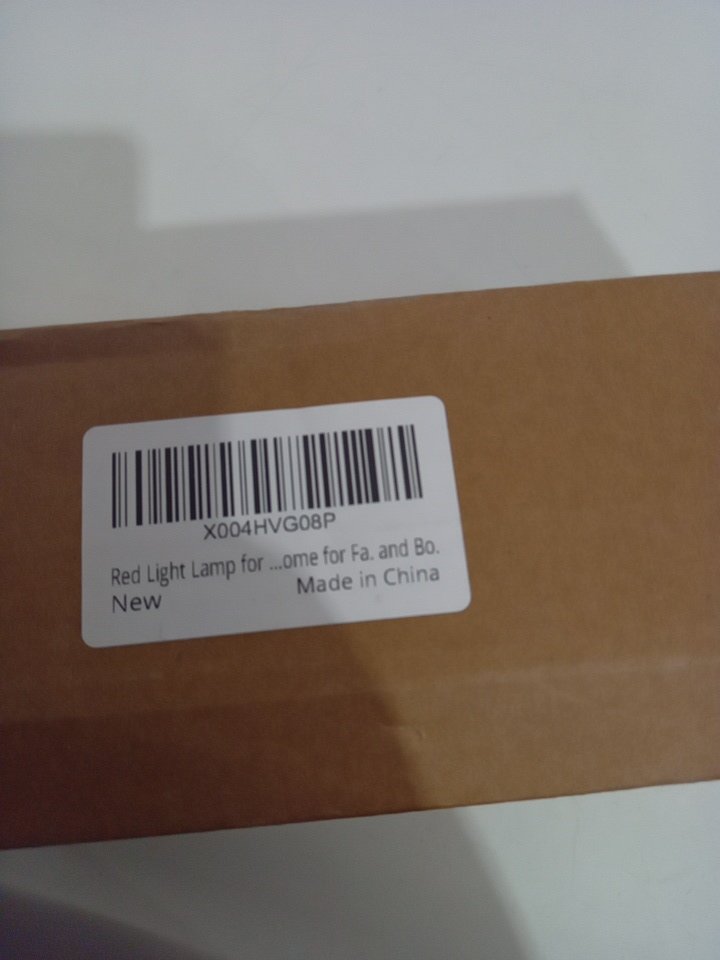 X004HVG08P
Red Light Lamp for ...ome for Fa. and Bo.
New
Made in China